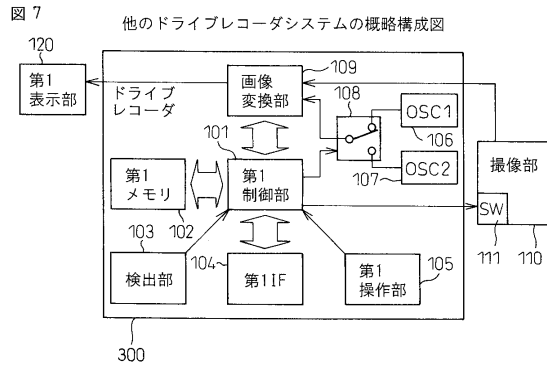 図7
他のドライブレコーダシステムの概略構成図
120
第1
表示部
ドライブ
レコーダ
画像
変換部
109
108
OSC1
106
101
OSC2
107
撮像部
SW
111
110
第1
メモリ
102
第1
制御部
103
検出部
104
第1IF
第1
操作部
105
300